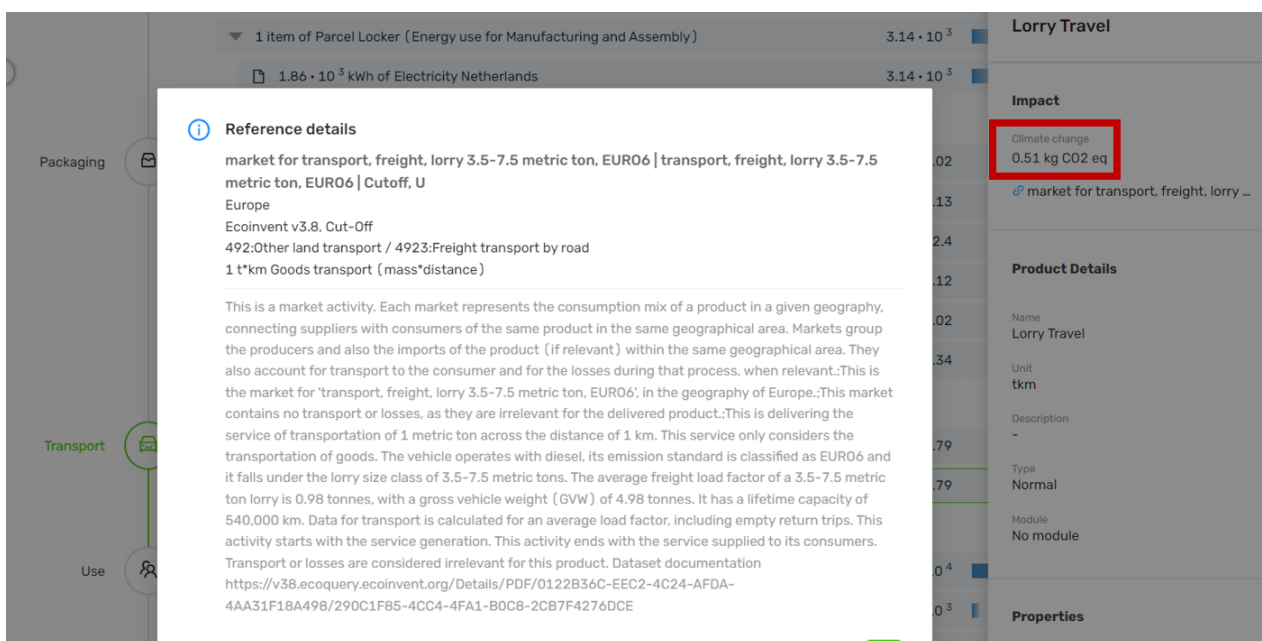 1 item of Parcel Locker (Energy use for Manufacturing and Assembly) 3.14 · 10 3
1.86 · 10 3 kWh of Electricity Netherlands 3.14 · 10 3
Packaging
.02
.13
2.4
.12
.02
.34
Transport
.79
.79
Use
.0 4
.0 3
Reference details
market for transport, freight, lorry 3.5-7.5 metric ton, EURO6 | transport, freight, lorry 3.5-7.5
metric ton, EURO6 | Cutoff, U
Europe
Ecoinvent v3.8, Cut-Off
492:Other land transport / 4923:Freight transport by road
1 t*km Goods transport (mass*distance)
This is a market activity. Each market represents the consumption mix of a product in a given geography,
connecting suppliers with consumers of the same product in the same geographical area. Markets group
the producers and also the imports of the product (if relevant) within the same geographical area. They
also account for transport to the consumer and for the losses during that process, when relevant.;This is
the market for 'transport, freight, lorry 3.5-7.5 metric ton, EURO6', in the geography of Europe.;This market
contains no transport or losses, as they are irrelevant for the delivered product.;This is delivering the
service of transportation of 1 metric ton across the distance of 1 km. This service only considers the
transportation of goods. The vehicle operates with diesel, its emission standard is classified as EURO6 and
it falls under the lorry size class of 3.5-7.5 metric tons. The average freight load factor of a 3.5-7.5 metric
ton lorry is 0.98 tonnes, with a gross vehicle weight (GVW) of 4.98 tonnes. It has a lifetime capacity of
540,000 km. Data for transport is calculated for an average load factor, including empty return trips. This
activity starts with the service generation. This activity ends with the service supplied to its consumers.
Transport or losses are considered irrelevant for this product. Dataset documentation
https://v38.ecoquery.ecoinvent.org/Details/PDF/0122B36C-EEC2-4C24-AFDA-
4AA31F18A498/290C1F85-4CC4-4FA1-B0C8-2CB7F4276DCE
Lorry Travel
Impact
Climate change
0.51 kg CO2 eq
market for transport, freight, lorry ...
Product Details
Name
Lorry Travel
Unit
tkm
Description
-
Type
Normal
Module
No module
Properties